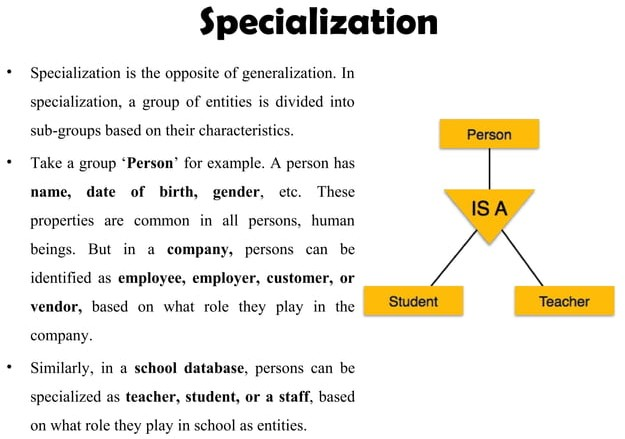 Specialization
• Specialization is the opposite of generalization. In
specialization, a group of entities is divided into
sub-groups based on their characteristics.
• Take a group ‘Person’ for example. A person has
name, date of birth, gender, etc. These
properties are common in all persons, human
beings. But in a company, persons can be
identified as employee, employer, customer, or
vendor, based on what role they play in the
company.
• Similarly, in a school database, persons can be
specialized as teacher, student, or a staff, based
on what role they play in school as entities.
Person
IS A
Student
Teacher